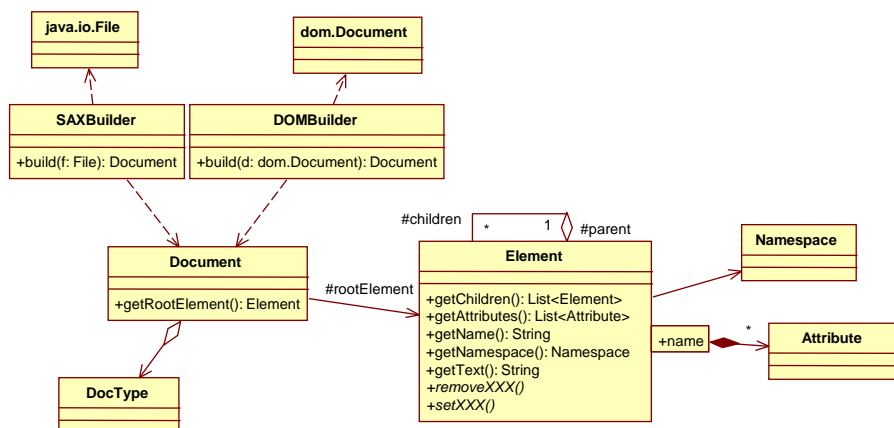 java.io.File
dom.Document
SAXBuilder
+build(f: File): Document
DOMBuilder
+build(d: dom.Document): Document
#children
*
1
#parent
Document
+getRootElement(): Element
#rootElement
Element
+getChildren(): List<Element>
+getAttributes(): List<Attribute>
+getName(): String
+getNamespace(): Namespace
+getText(): String
+removeXXX()
+setXXX()
Namespace
+name
*
Attribute
DocType